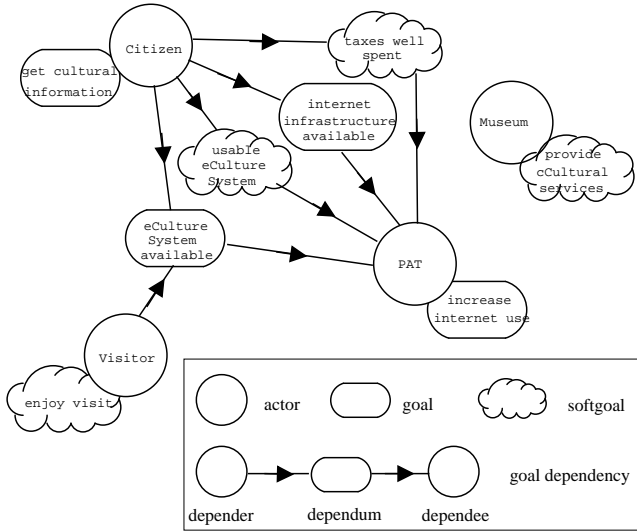 Citizen
taxes well
spent
get cultural
information
internet
infrastructure
available
Museum
usable
eCulture
System
provide
cCultural
services
eCulture
System
available
PAT
increase
internet use
Visitor
enjoy visit
actor
goal
softgoal
goal dependency
depender
dependum
dependee